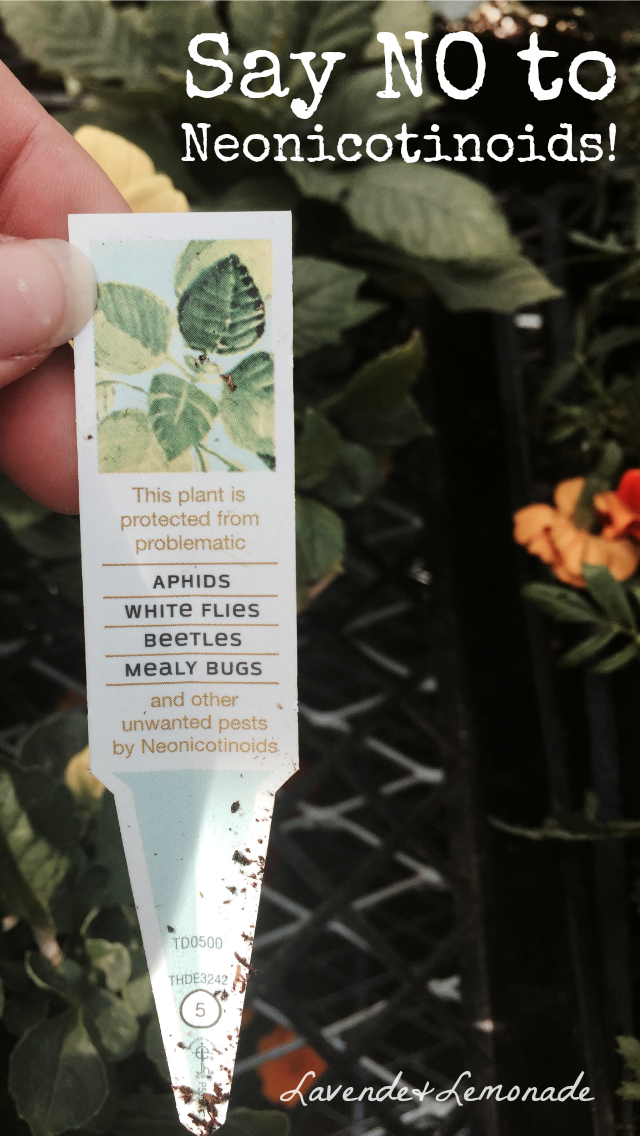 Say NO to
Neonicotinoids!
This plant is
protected from
problematic
APHIDS
WHITE FLIES
BEETLES
MEALY BUGS
and other
unwanted pests
by Neonicotinoids
TD0500
THDE3242
5
Lavende& Lemonade